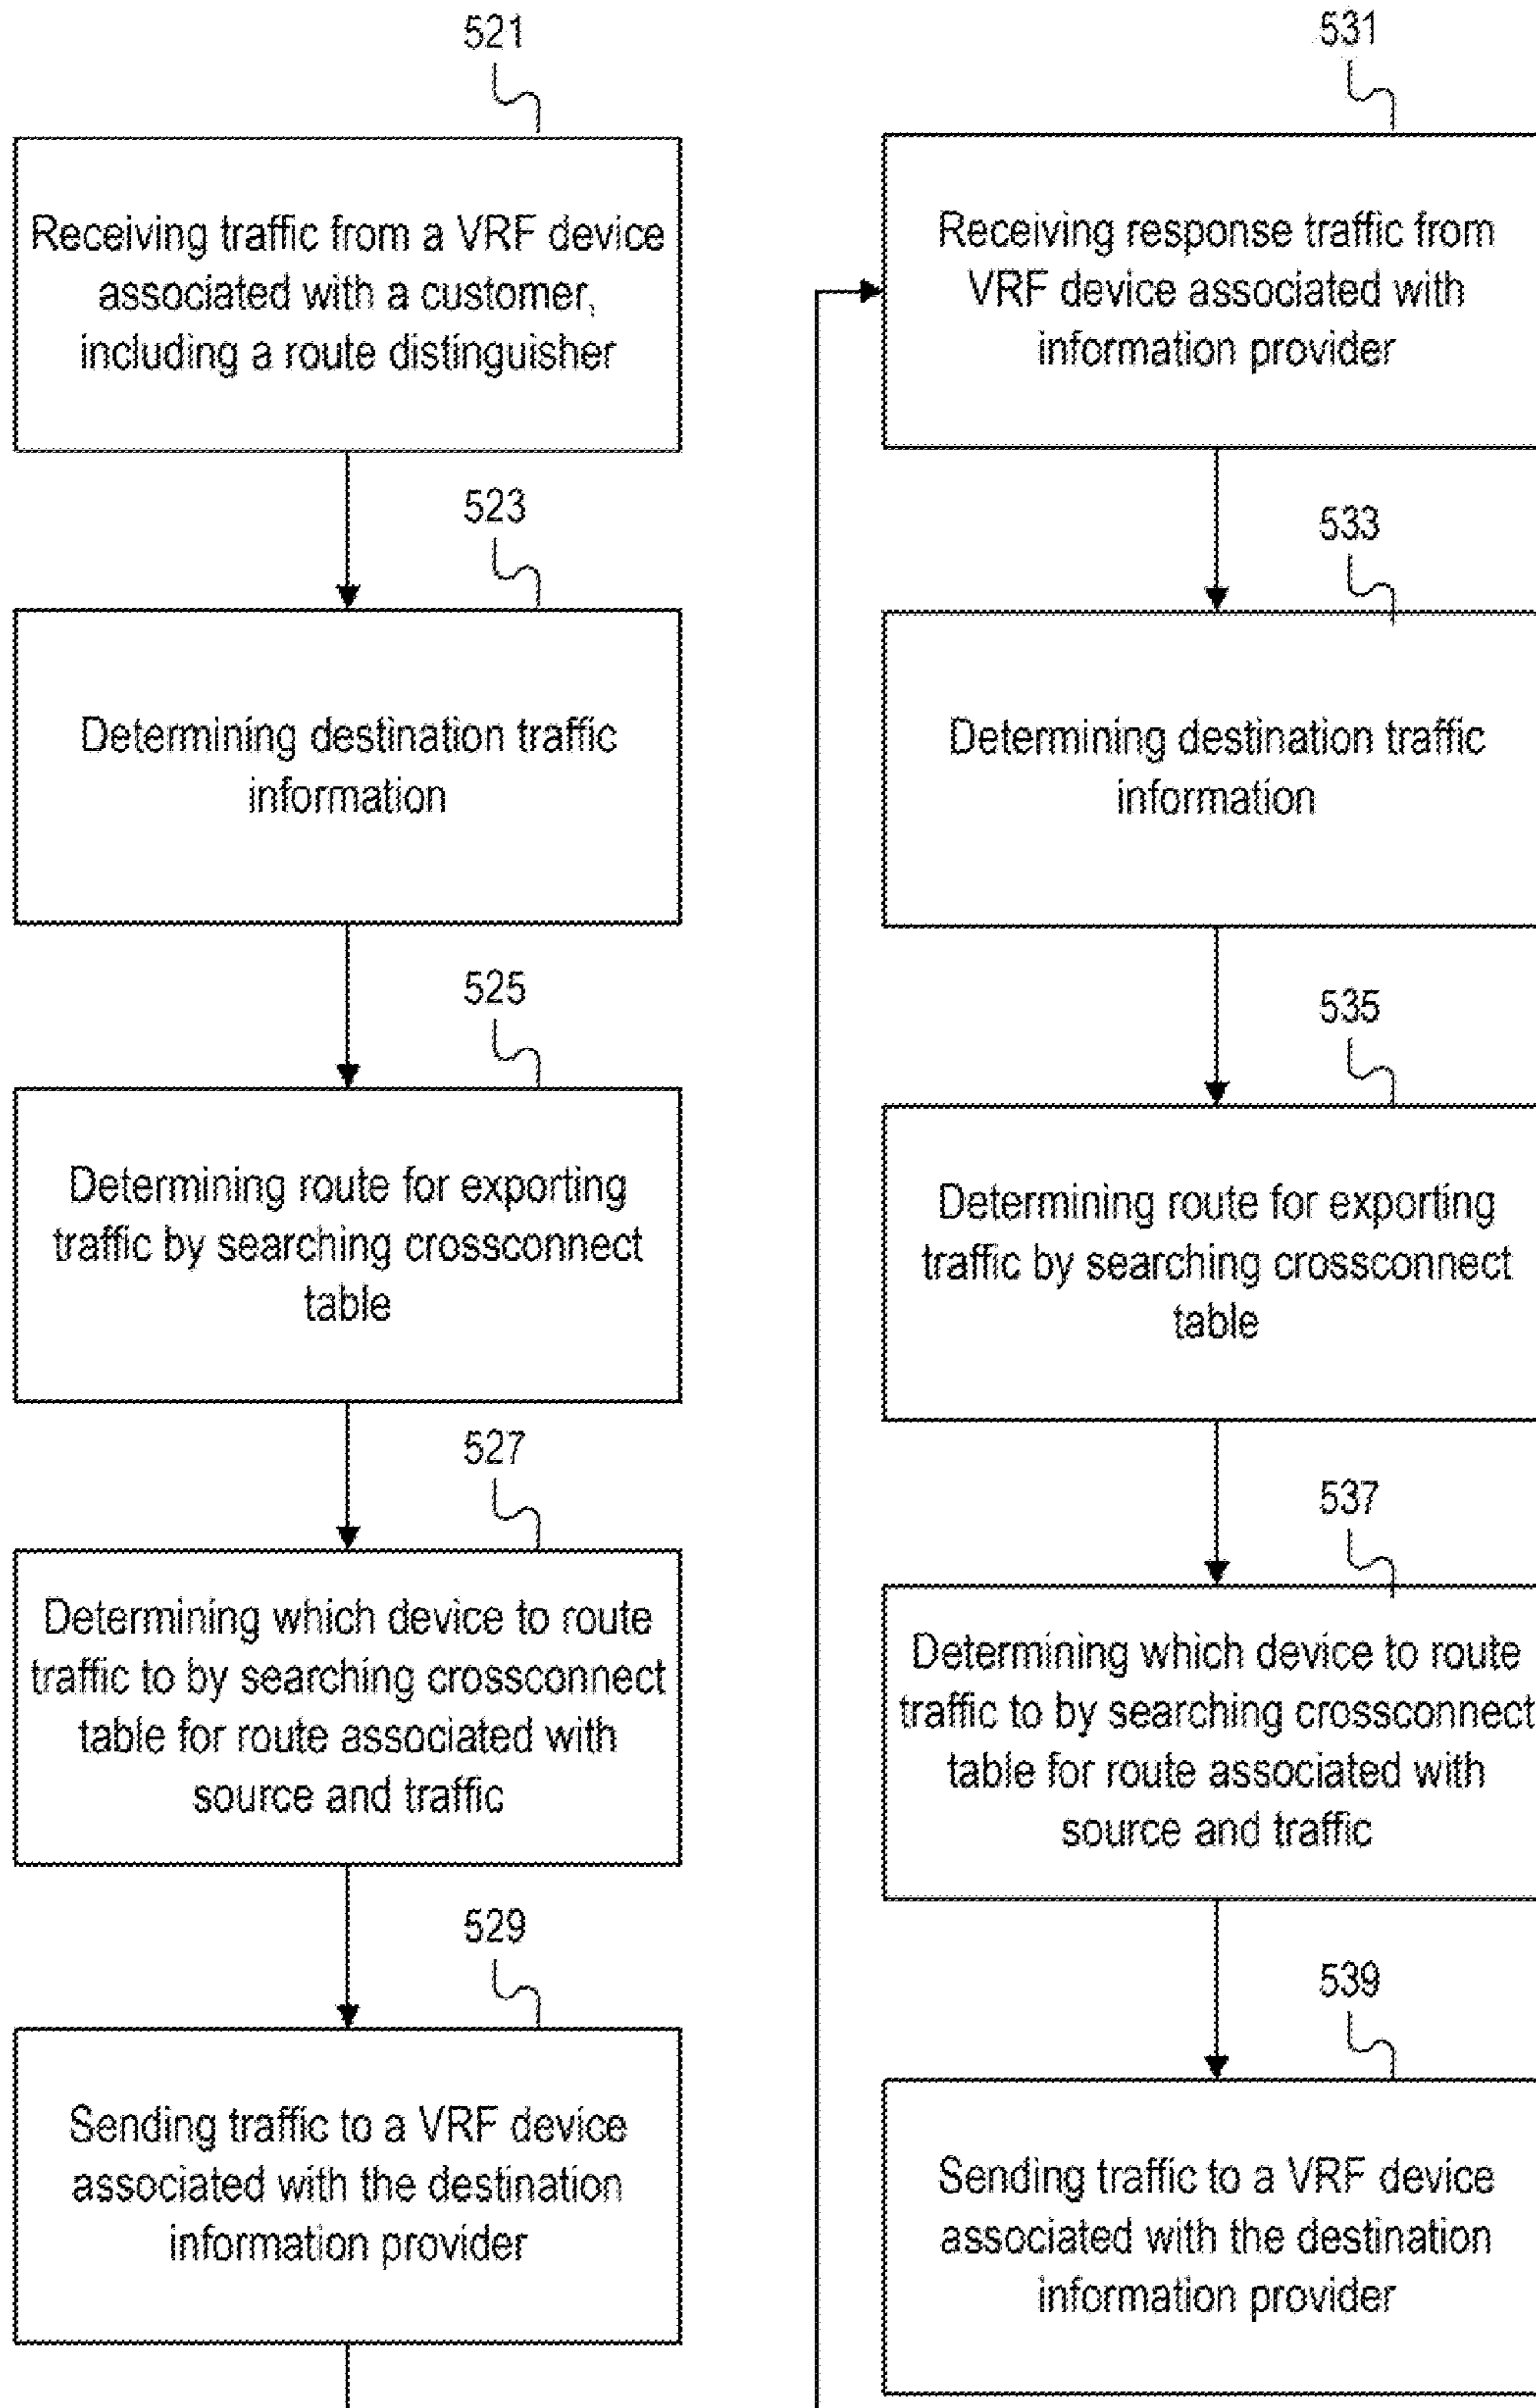 521
Receiving traffic from a VRF device
associated with a customer,
including a route distinguisher
523
Determining destination traffic
information
525
Determining route for exporting
traffic by searching crossconnect
table
527
Determining which device to route
traffic to by searching crossconnect
table for route associated with
source and traffic
529
Sending traffic to a VRF device
associated with the destination
information provider
531
Receiving response traffic from
VRF device associated with
information provider
533
Determining destination traffic
information
535
Determining route for exporting
traffic by searching crossconnect
table
537
Determining which device to route
traffic to by searching crossconnect
table for route associated with
source and traffic
539
Sending traffic to a VRF device
associated with the destination
information provider